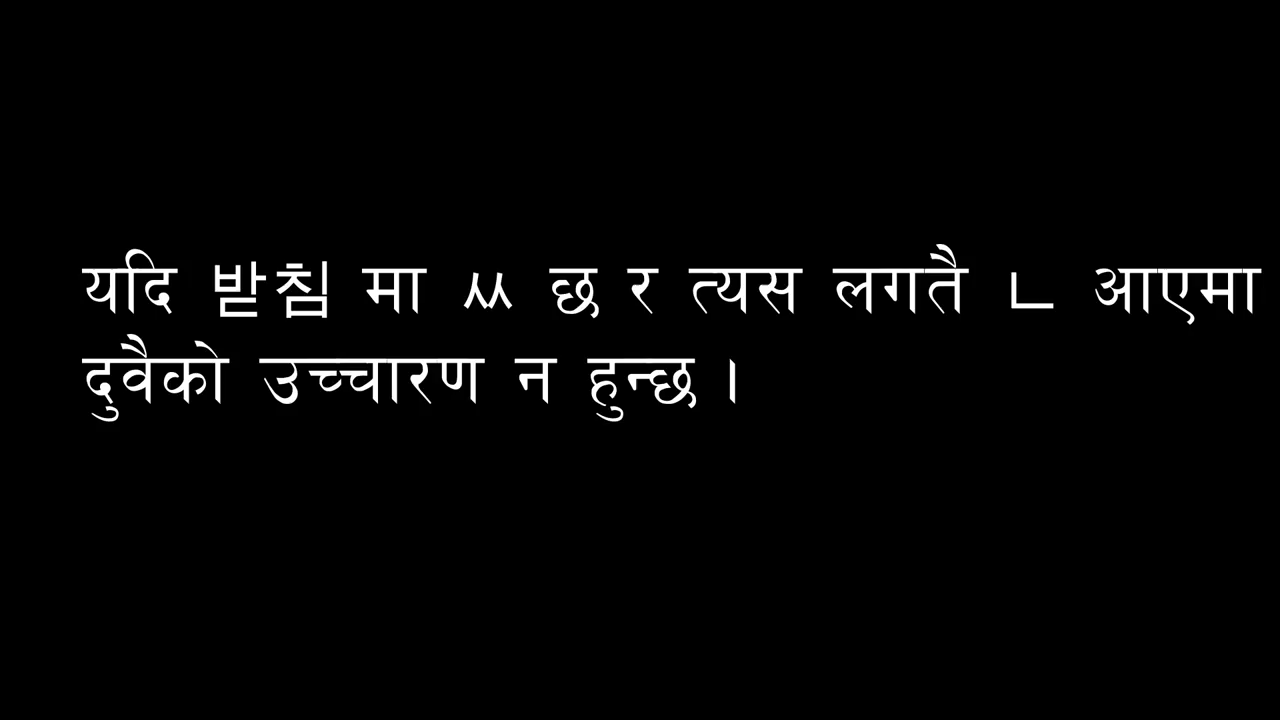 यदि 받침 मा ㅆ छ र त्यस लगतै ㄴ आएमा
दुवैको उच्चारण न हुन्छ ।